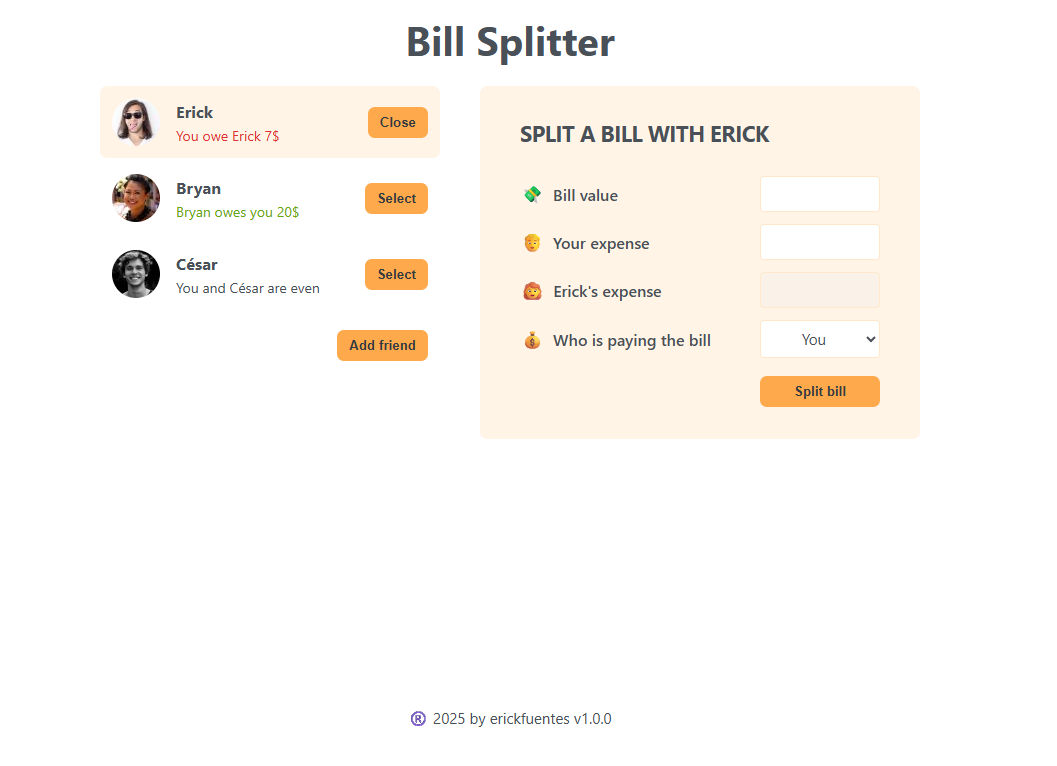 Bill Splitter
Erick
You owe Erick 7$
Close
Bryan
Bryan owes you 20$
Select
César
You and César are even
Select
Add friend
SPLIT A BILL WITH ERICK
💸 Bill value
Your expense
Erick's expense
💰 Who is paying the bill
You
Split bill
® 2025 by erickfuentes v1.0.0